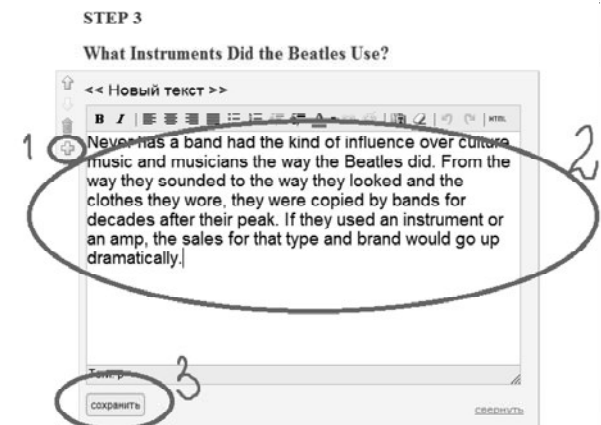 STEP 3
What Instruments Did the Beatles Use?
<< Новый текст >>
B I HTML
1
2
Never has a band had the kind of influence over culture
music and musicians the way the Beatles did. From the
way they sounded to the way they looked and the
clothes they wore, they were copied by bands for
decades after their peak. If they used an instrument or
an amp, the sales for that type and brand would go up
dramatically.
3
сохранить
свернуть